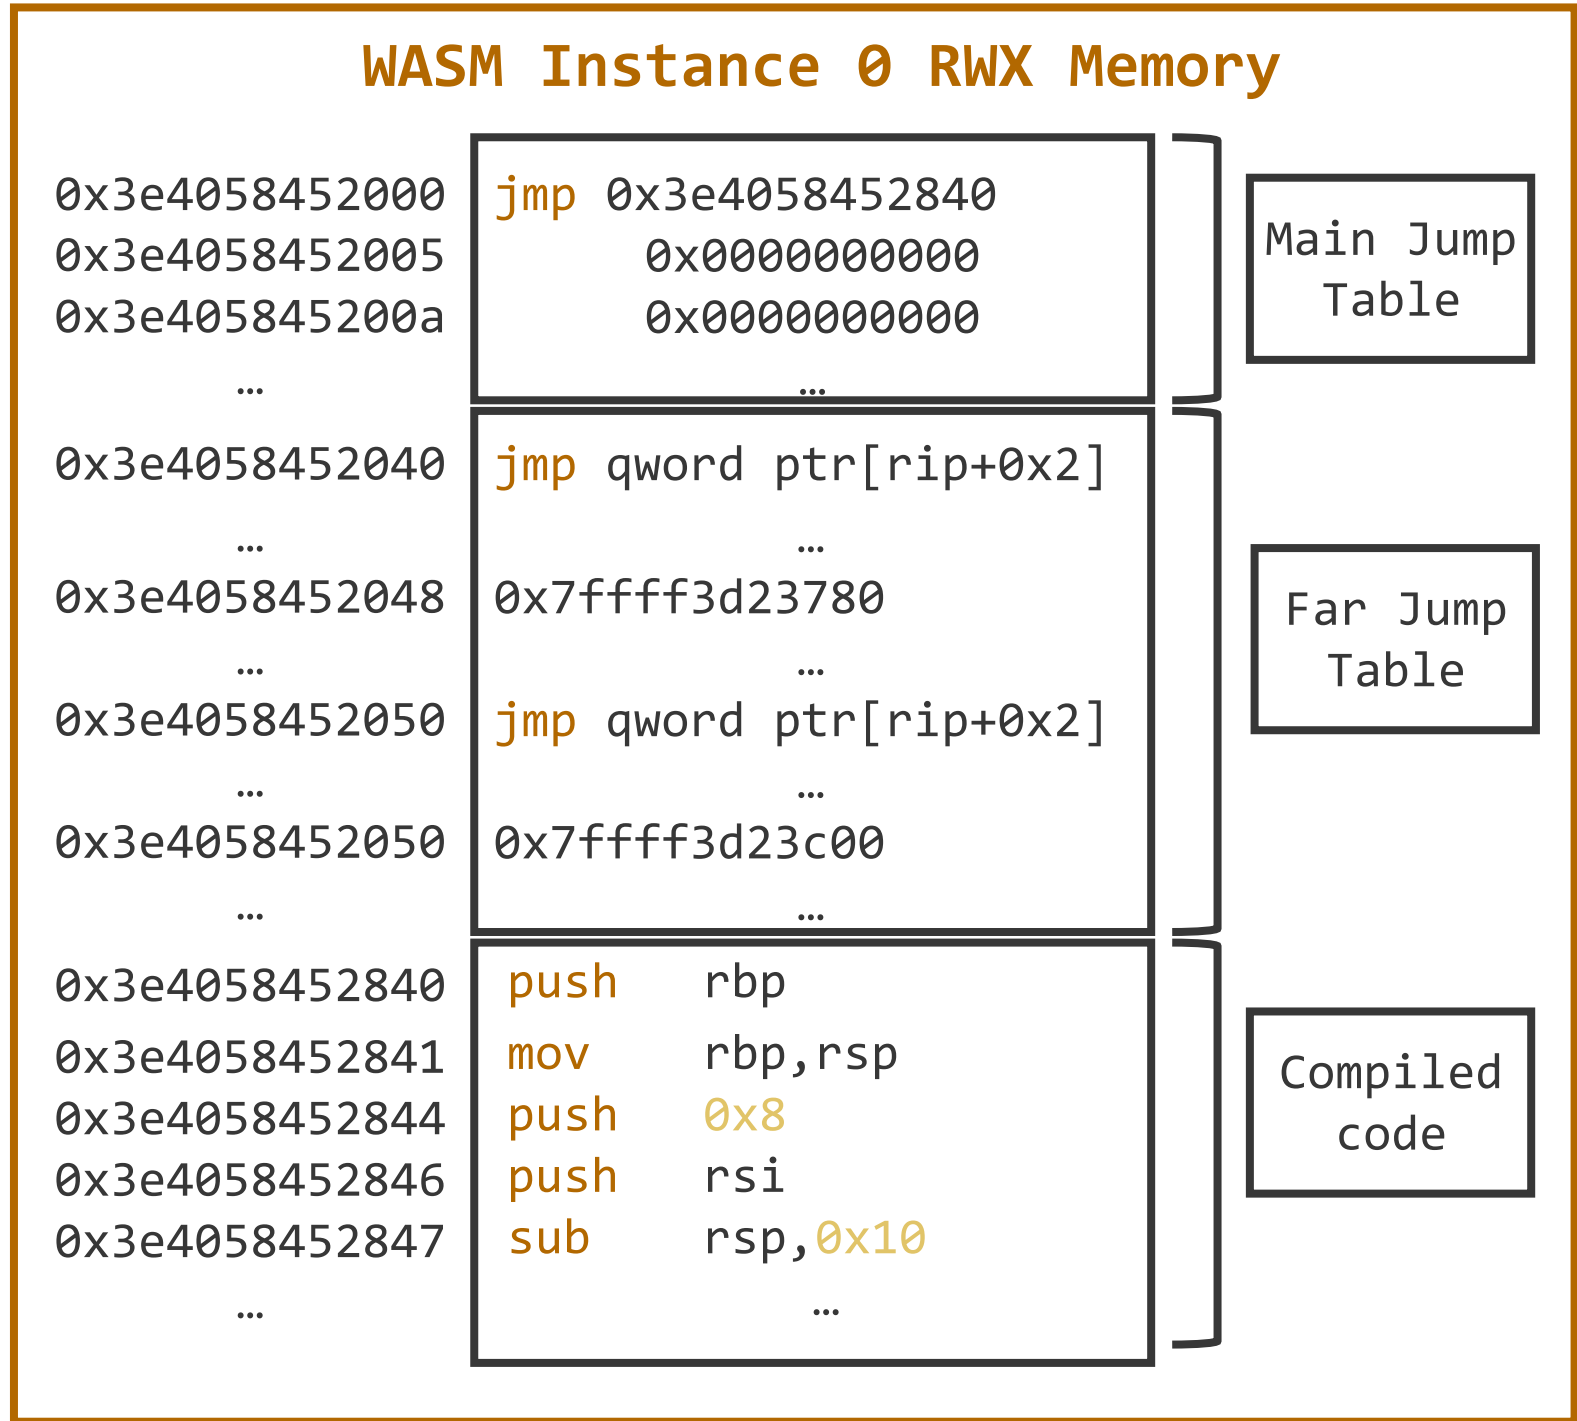 WASM Instance 0 RWX Memory
0x3e4058452000 jmp 0x3e4058452840
0x3e4058452005 0x0000000000
0x3e405845200a 0x0000000000
… …
Main Jump
Table
0x3e4058452040 jmp qword ptr[rip+0x2]
… …
0x3e4058452048 0x7ffff3d23780
… …
0x3e4058452050 jmp qword ptr[rip+0x2]
… …
0x3e4058452050 0x7ffff3d23c00
… …
Far Jump
Table
0x3e4058452840 push rbp
0x3e4058452841 mov rbp,rsp
0x3e4058452844 push 0x8
0x3e4058452846 push rsi
0x3e4058452847 sub rsp,0x10
… …
Compiled
code